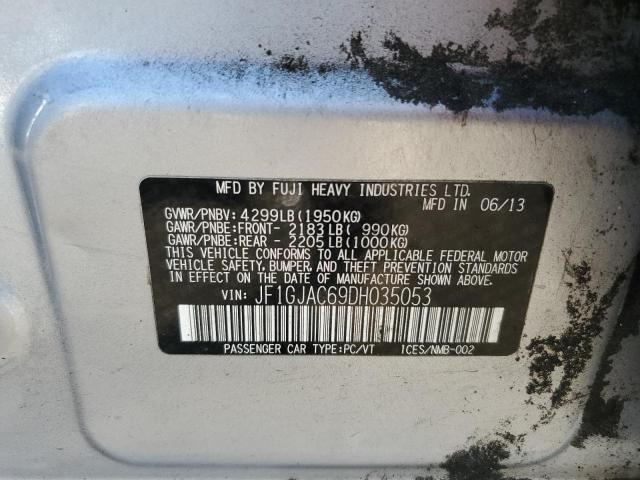 MFD BY FUJI HEAVY INDUSTRIES LTD.
MFD IN 06/13
GVWR/PNBV: 4299LB(1950KG)
GAWR/PNBE:FRONT- 2183LB( 990KG)
GAWR/PNBE:REAR - 2205LB(1000KG)
THIS VEHICLE CONFORMS TO ALL APPLICABLE FEDERAL MOTOR
VEHICLE SAFETY, BUMPER, AND THEFT PREVENTION STANDARDS
IN EFFECT ON THE DATE OF MANUFACTURE SHOWN ABOVE.
VIN: JF1GJAC69DH035053
PASSENGER CAR TYPE:PC/VT 1CES/NMB-002